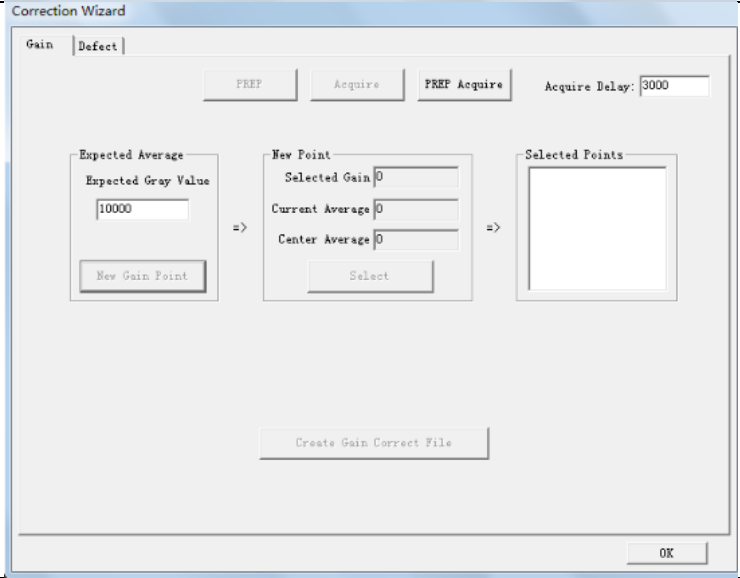 Correction Wizard
Gain Defect
PREP Acquire PREP Acquire Acquire Delay: 3000
Expected Average
Expected Gray Value
10000
New Gain Point
=>
New Point
Selected Gain 0
Current Average 0
Center Average 0
Select
=>
Selected Points
Create Gain Correct File
OK